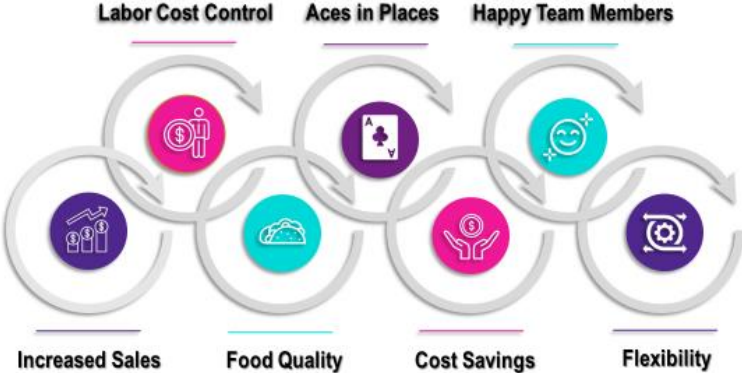 Labor Cost Control
Aces in Places
Happy Team Members
$
A
A
$ $ $
$
Increased Sales
Food Quality
Cost Savings
Flexibility